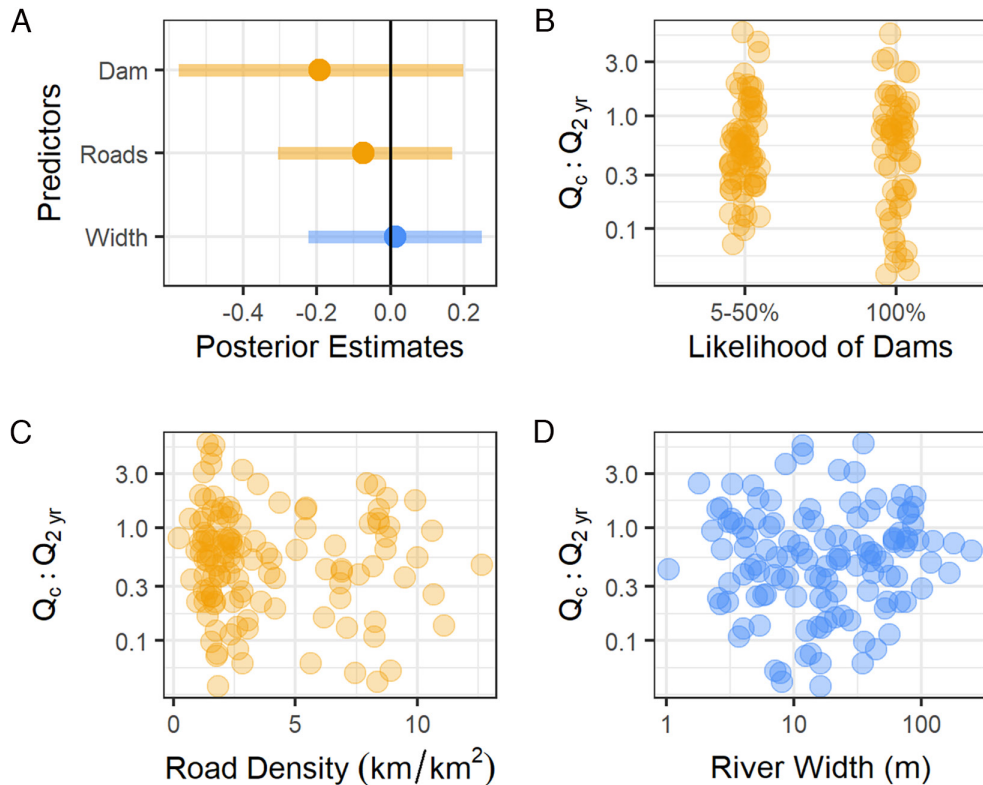 A
Predictors
Dam
Roads
Width
-0.4 -0.2 0.0 0.2
Posterior Estimates
B
Qc : Q2 yr
3.0
1.0
0.3
0.1
5-50% 100%
Likelihood of Dams
C
Qc : Q2 yr
3.0
1.0
0.3
0.1
0 5 10
Road Density (km/km²)
D
Qc : Q2 yr
3.0
1.0
0.3
0.1
1 10 100
River Width (m)